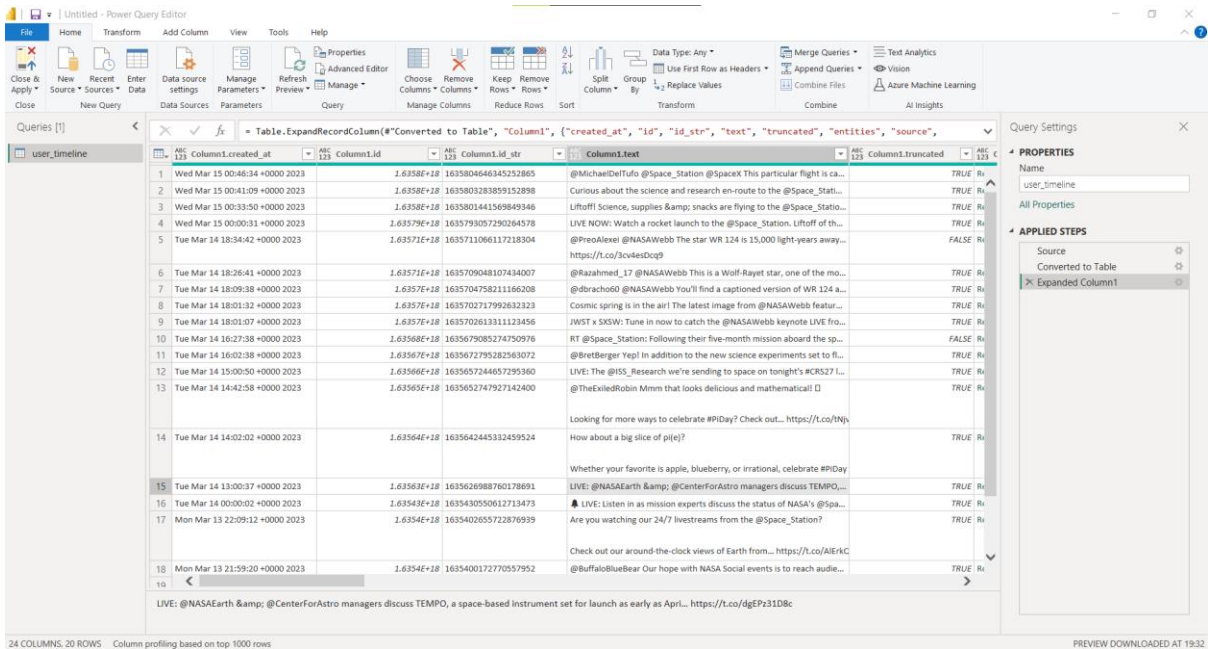 Untitled - Power Query Editor
File Home Transform Add Column View Tools Help
Close & Apply
New Source
Recent Sources
Enter Data
Data source settings
Manage Parameters
Refresh Preview
Properties
Advanced Editor
Manage
Choose Columns
Remove Columns
Keep Rows
Remove Rows
Split Column
Group By
Data Type: Any
Use First Row as Headers
Replace Values
Merge Queries
Append Queries
Combine Files
Text Analytics
Vision
Azure Machine Learning
Close New Query Data Sources Parameters Query Manage Columns Reduce Rows Sort Transform Combine AI Insights
Queries [1]
user_timeline
fx = Table.ExpandRecordColumn(#"Converted to Table", "Column1", {"created_at", "id", "id_str", "text", "truncated", "entities", "source",
ABC 123 Column1.created_at ABC 123 Column1.id ABC 123 Column1.id_str ABC 123 Column1.text ABC 123 Column1.truncated ABC 123
1 Wed Mar 15 00:46:34 +0000 2023 1.6358E+18 1635804646345252865 @MichaelDelTufo @Space_Station @SpaceX This particular flight is ca... TRUE
2 Wed Mar 15 00:41:09 +0000 2023 1.6358E+18 1635803283859152898 Curious about the science and research en-route to the @Space_Stati... TRUE
3 Wed Mar 15 00:33:50 +0000 2023 1.6358E+18 1635801441569849346 Liftoff! Science, supplies &amp; snacks are flying to the @Space_Statio... TRUE
4 Wed Mar 15 00:00:31 +0000 2023 1.63579E+18 1635793057290264578 LIVE NOW: Watch a rocket launch to the @Space_Station. Liftoff of th... TRUE
5 Tue Mar 14 18:34:42 +0000 2023 1.63571E+18 1635711066117218304 @PreoAlexei @NASAWebb The star WR 124 is 15,000 light-years away... FALSE
https://t.co/3cv4esDcq9
6 Tue Mar 14 18:26:41 +0000 2023 1.63571E+18 1635709048107434007 @Razahmed_17 @NASAWebb This is a Wolf-Rayet star, one of the mo... TRUE
7 Tue Mar 14 18:09:38 +0000 2023 1.6357E+18 1635704758211166208 @dbracho60 @NASAWebb You'll find a captioned version of WR 124 a... TRUE
8 Tue Mar 14 18:01:32 +0000 2023 1.6357E+18 1635702717992632323 Cosmic spring is in the air! The latest image from @NASAWebb featur... TRUE
9 Tue Mar 14 18:01:07 +0000 2023 1.6357E+18 1635702613311123456 JWST x SXSW: Tune in now to catch the @NASAWebb keynote LIVE fro... TRUE
10 Tue Mar 14 16:27:38 +0000 2023 1.63568E+18 1635679085274750976 RT @Space_Station: Following their five-month mission aboard the sp... FALSE
11 Tue Mar 14 16:02:38 +0000 2023 1.63567E+18 1635672795282563072 @BretBerger Yep! In addition to the new science experiments set to fl... TRUE
12 Tue Mar 14 15:00:50 +0000 2023 1.63566E+18 1635657244657295360 LIVE: The @ISS_Research we're sending to space on tonight's #CRS27 l... TRUE
13 Tue Mar 14 14:42:58 +0000 2023 1.63565E+18 1635652747927142400 @TheExiledRobin Mmm that looks delicious and mathematical! TRUE
Looking for more ways to celebrate #PiDay? Check out... https://t.co/tNjv
14 Tue Mar 14 14:02:02 +0000 2023 1.63564E+18 1635642445332459524 How about a big slice of pi(e)? TRUE
Whether your favorite is apple, blueberry, or irrational, celebrate #PiDay
15 Tue Mar 14 13:00:37 +0000 2023 1.63563E+18 1635626988760178691 LIVE: @NASAEarth &amp; @CenterForAstro managers discuss TEMPO,... TRUE
16 Tue Mar 14 00:00:02 +0000 2023 1.63543E+18 1635430550612713473 🔔 LIVE: Listen in as mission experts discuss the status of NASA's @Spa... TRUE
17 Mon Mar 13 22:09:12 +0000 2023 1.6354E+18 1635402655722876939 Are you watching our 24/7 livestreams from the @Space_Station? TRUE
Check out our around-the-clock views of Earth from... https://t.co/AlErkC
18 Mon Mar 13 21:59:20 +0000 2023 1.6354E+18 1635400172770557952 @BuffaloBlueBear Our hope with NASA Social events is to reach audie... TRUE
19
LIVE: @NASAEarth &amp; @CenterForAstro managers discuss TEMPO, a space-based instrument set for launch as early as Apri... https://t.co/dgEPz31D8c
Query Settings
PROPERTIES
Name
user_timeline
All Properties
APPLIED STEPS
Source
Converted to Table
Expanded Column1
24 COLUMNS, 20 ROWS Column profiling based on top 1000 rows
PREVIEW DOWNLOADED AT 19:32